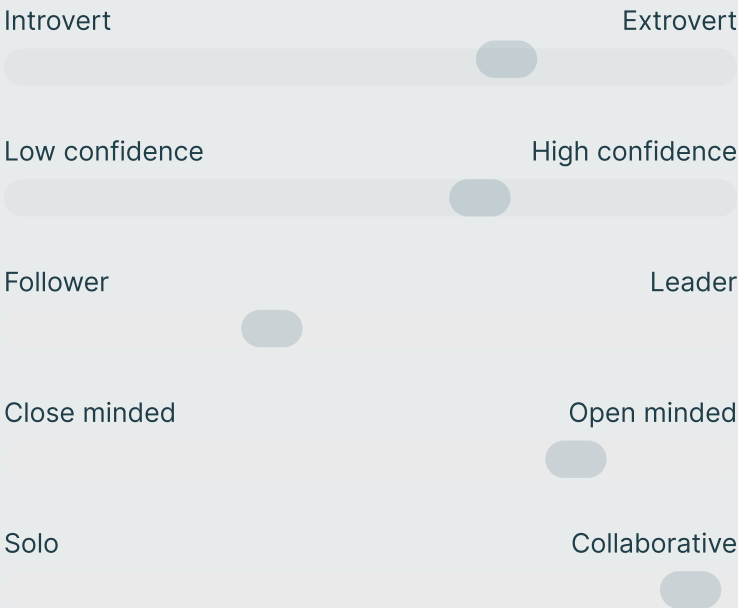 Introvert Extrovert
Low confidence High confidence
Follower Leader
Close minded Open minded
Solo Collaborative